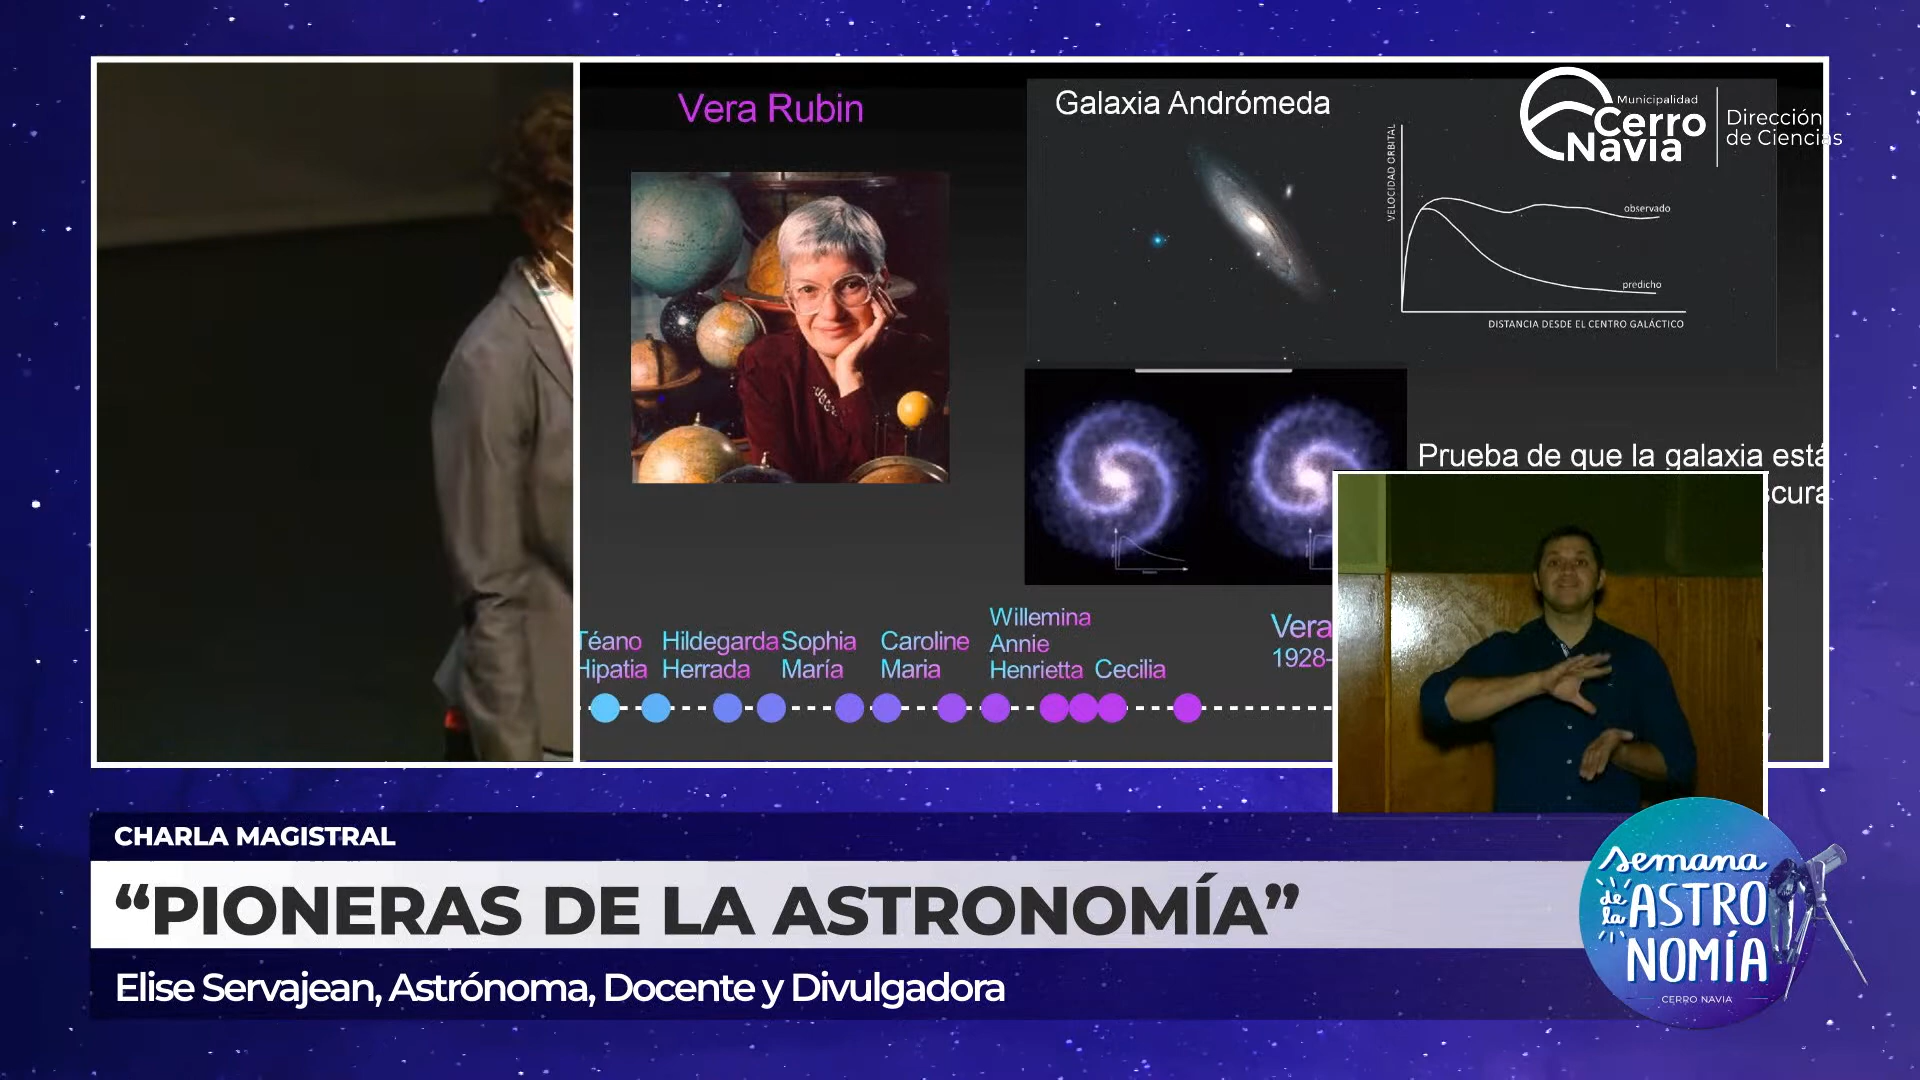 Vera Rubin
Galaxia Andrómeda
Municipalidad
Cerro
Navia
Dirección
de Ciencias
VELOCIDAD ORBITAL
observado
predicho
DISTANCIA DESDE EL CENTRO GALÁCTICO
Prueba de que la galaxia está
scura
Téano
Hipatia
Hildegarda
Herrada
Sophia
María
Caroline
Maria
Willemina
Annie
Henrietta
Cecilia
Vera
1928-
CHARLA MAGISTRAL
“PIONERAS DE LA ASTRONOMÍA”
Elise Servajean, Astrónoma, Docente y Divulgadora
Semana
de la
ASTRO
NOMÍA
CERRO NAVIA